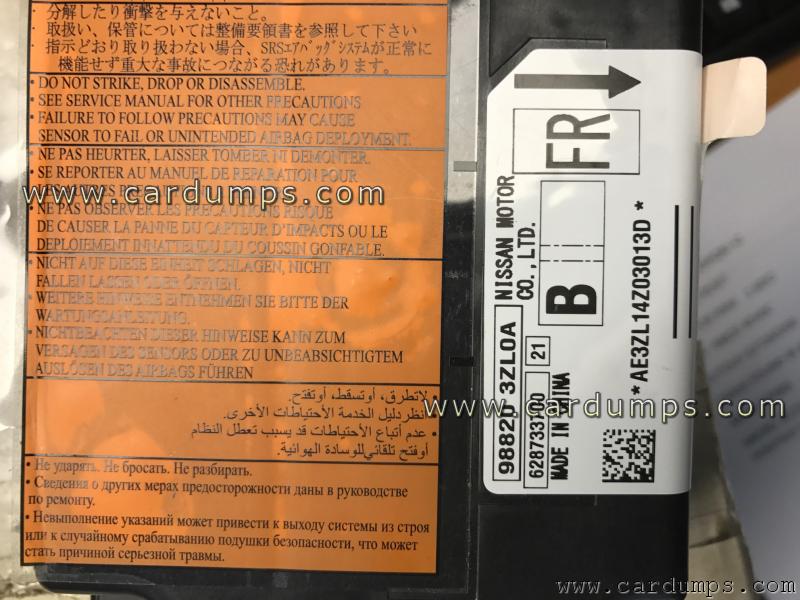 分解したり衝撃を与えないこと。
・取扱い、保管については整備要領書を参照して下さい
・指示どおり取り扱わない場合、SRSエアバッグシステムが正常に
機能せず重大な事故につながる恐れがあります。
• DO NOT STRIKE, DROP OR DISASSEMBLE.
• SEE SERVICE MANUAL FOR OTHER PRECAUTIONS
• FAILURE TO FOLLOW PRECAUTIONS MAY CAUSE
SENSOR TO FAIL OR UNINTENDED AIRBAG DEPLOYMENT.
• NE PAS HEURTER, LAISSER TOMBER NI DEMONTER.
• SE REPORTER AU MANUEL DE REPARATION POUR
www.cardumps.com
• NE PAS OBSERVER LES PRECAUTIONS RISQUE
DE CAUSER LA PANNE DU CAPTEUR D'IMPACTS OU LE
DEPLOIEMENT INNATTENDU DU COUSSIN GONFABLE.
• NICHT AUF DIESE EINHEIT SCHLAGEN, NICHT
FALLEN LASSEN ODER ÖFFNEN.
• WEITERE HINWEISE ENTNEHMEN SIE BITTE DER
WARTUNGSANLEITUNG.
• NICHTBEACHTEN DIESER HINWEISE KANN ZUM
VERSAGEN DES SENSORS ODER ZU UNBEABSICHTIGTEM
AUSLÖSEN DES AIRBAGS FÜHREN
لاتطرق، أوتسقط، أوتفتح.
نظر دليل الخدمة الأحتياطات الأخرى.
• عدم أتباع الأحتياطات قد يسبب تعطل النظام
أوفتح تلقائي للوسادة الهوائية.
• Не ударять. Не бросать. Не разбирать.
• Сведения о других мерах предосторожности даны в руководстве
по ремонту.
• Невыполнение указаний может привести к выходу системы из строя
или к случайному срабатыванию подушки безопасности, что может
стать причиной серьезной травмы.
FR
B
NISSAN MOTOR
CO.,LTD.
98820 3ZL0A
21
MADE IN
*AE3ZL14Z03013D*
www.cardumps.com
www.cardumps.com